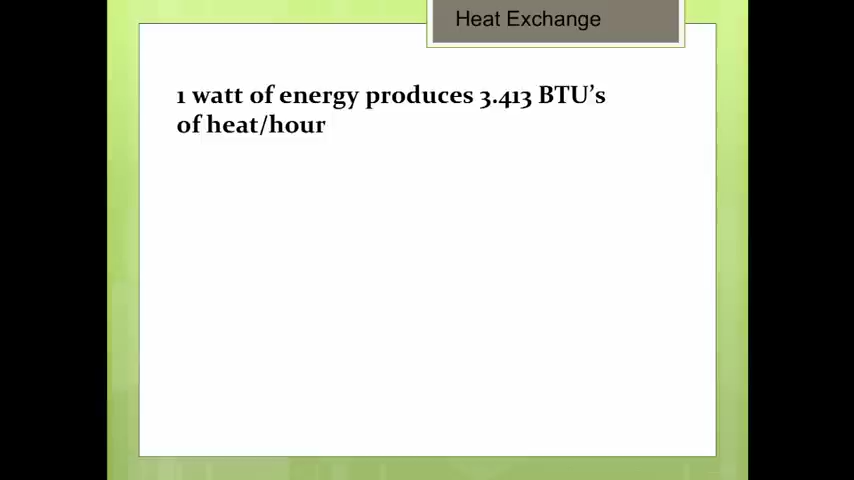 Heat Exchange
1 watt of energy produces 3.413 BTU’s
of heat/hour